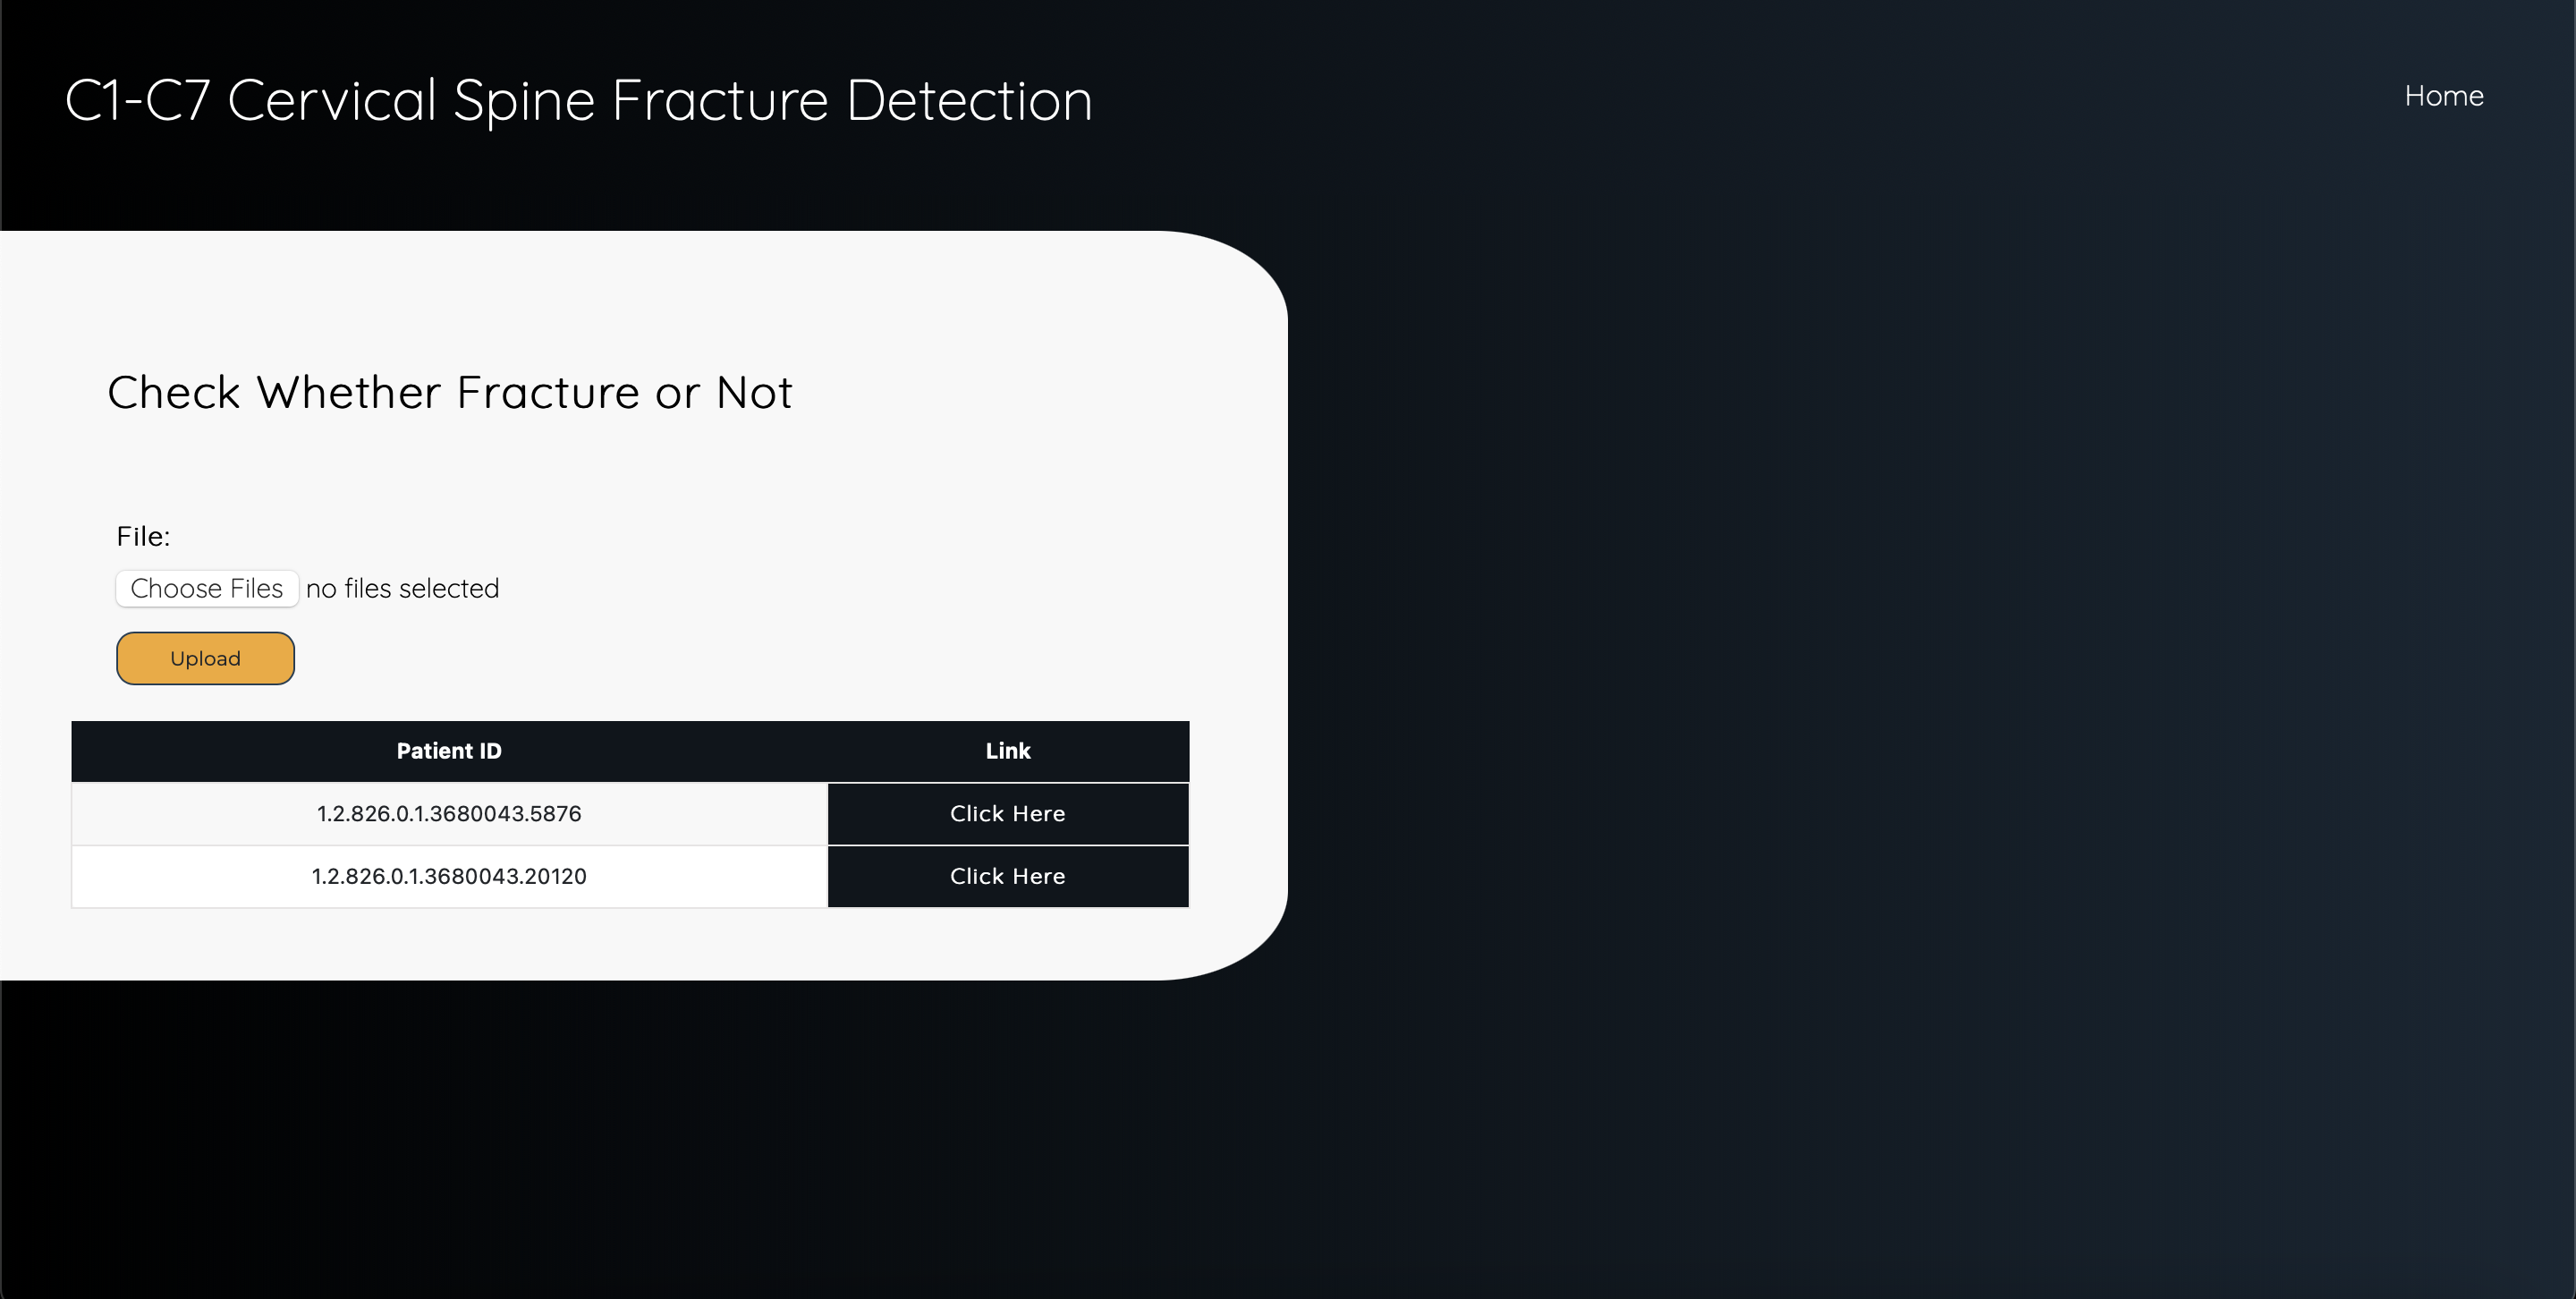 C1-C7 Cervical Spine Fracture Detection
Home
Check Whether Fracture or Not
File:
Choose Files no files selected
Upload
Patient ID Link
1.2.826.0.1.3680043.5876 Click Here
1.2.826.0.1.3680043.20120 Click Here